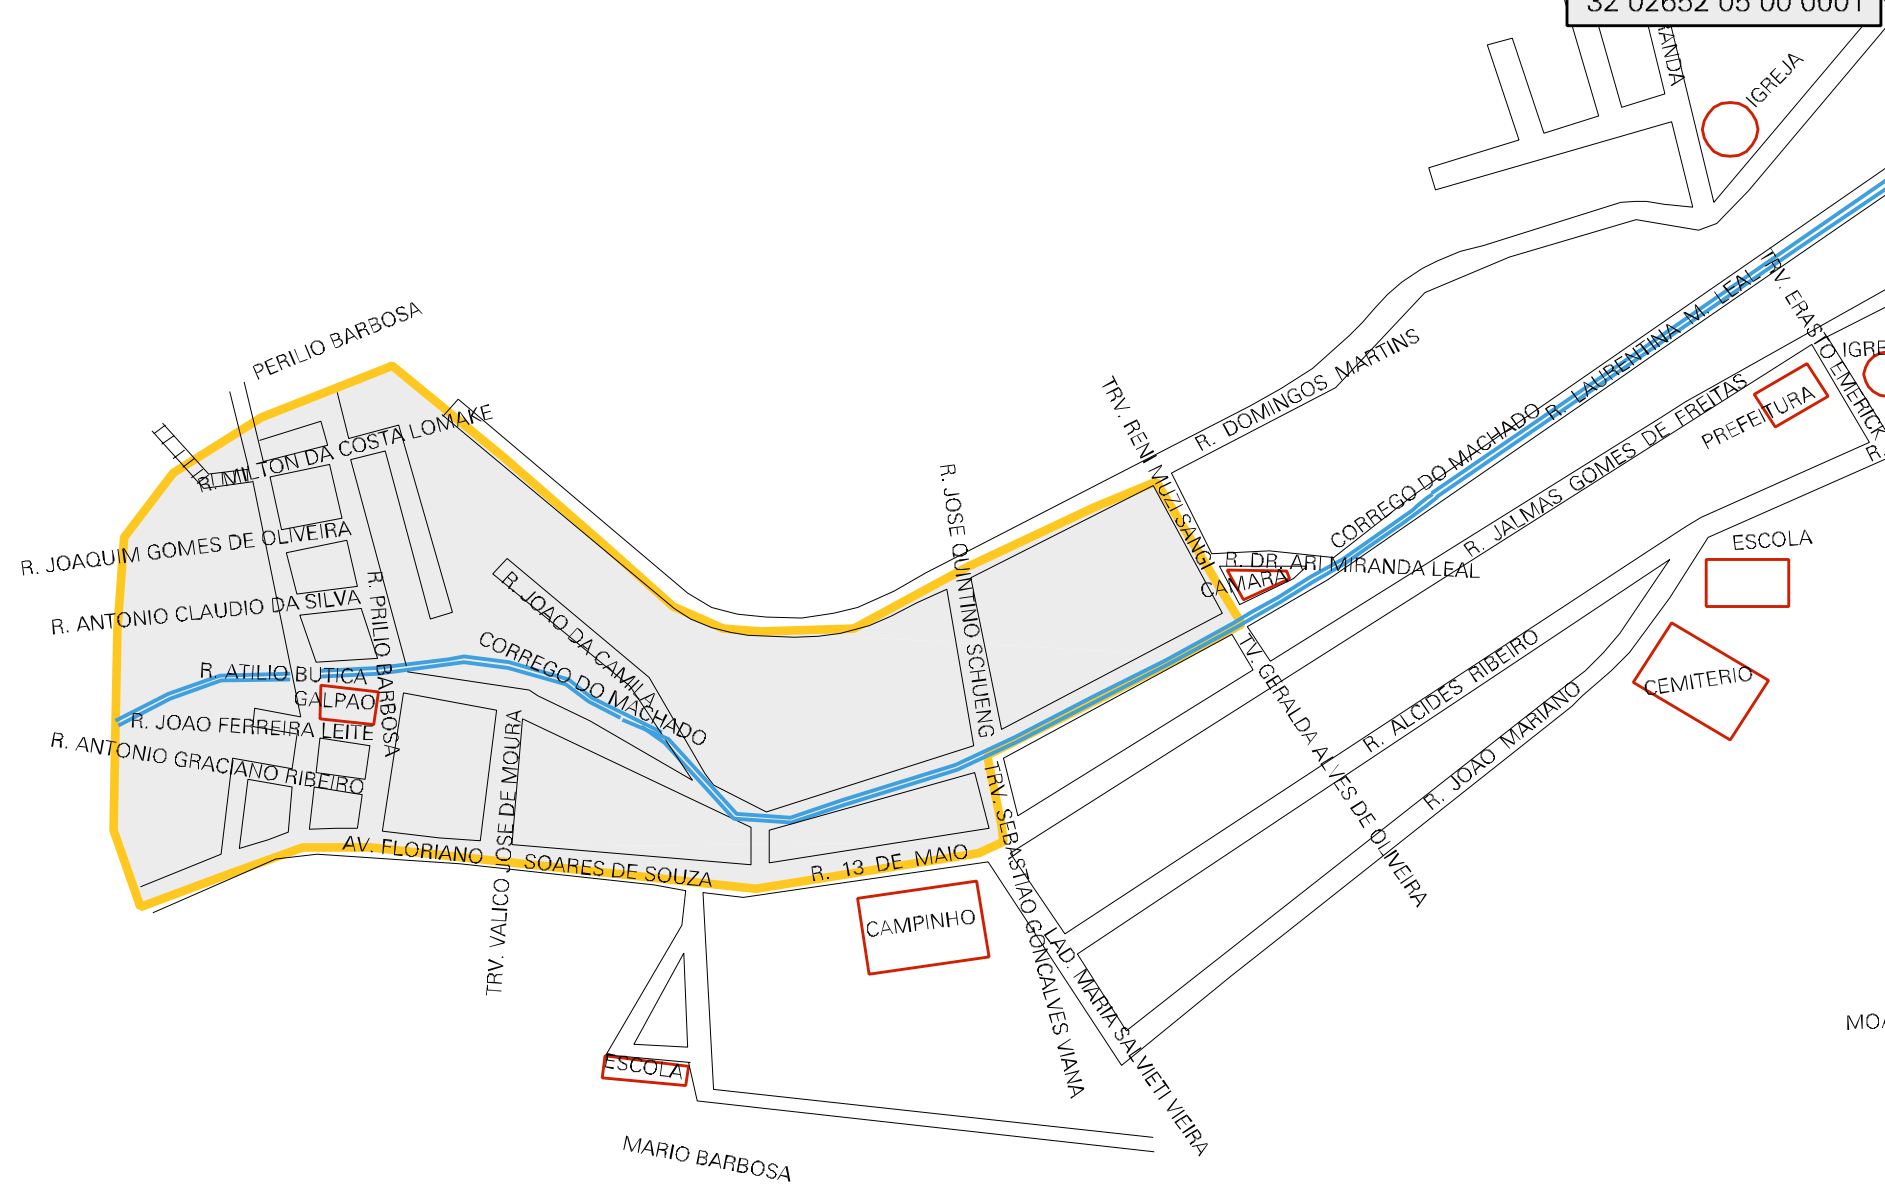 32 02652 05 00 0001
RANDA
IGREJA
PERILIO BARBOSA
R. MILTON DA COSTA LOMAKE
R. JOAQUIM GOMES DE OLIVEIRA
R. ANTONIO CLAUDIO DA SILVA
R. ATILIO BUTICA
GALPAO
R. JOAO FERREIRA LEITE
R. ANTONIO GRACIANO RIBEIRO
R. PRILIO BARBOSA
R. JOAO DA CAMILA
CORREGO DO MACHADO
TRV. VALICO JOSE DE MOURA
AV. FLORIANO SOARES DE SOUZA
R. 13 DE MAIO
CAMPINHO
ESCOLA
MARIO BARBOSA
R. JOSE QUINTINO SCHUENG
TRV. SEBASTIAO GONCALVES VIANA
LAD. MARIA SALVIETI VIEIRA
TRV. RENI MUZI SANGI
R. DOMINGOS MARTINS
R. DR. ARI MIRANDA LEAL
CAMARA
CORREGO DO MACHADO
R. LAURENTINA M. LEAL
TRV. ERASTO EMERICK
IGRE
PREFEITURA
R. JALMAS GOMES DE FREITAS
R.
ESCOLA
CEMITERIO
TV. GERALDA ALVES DE OLIVEIRA
R. ALCIDES RIBEIRO
R. JOAO MARIANO
MOA